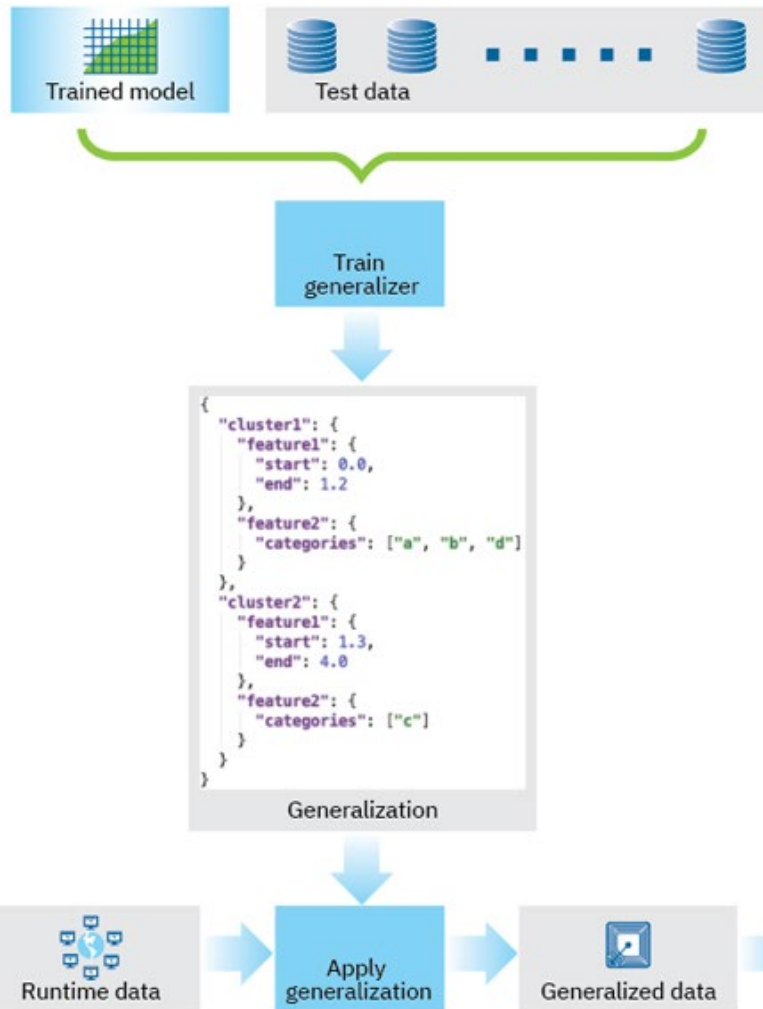 Trained model
Test data
Train
generalizer
{
  "cluster1": {
    "feature1": {
      "start": 0.0,
      "end": 1.2
    },
    "feature2": {
      "categories": ["a", "b", "d"]
    }
  },
  "cluster2": {
    "feature1": {
      "start": 1.3,
      "end": 4.0
    },
    "feature2": {
      "categories": ["c"]
    }
  }
}
Generalization
Runtime data
Apply
generalization
Generalized data